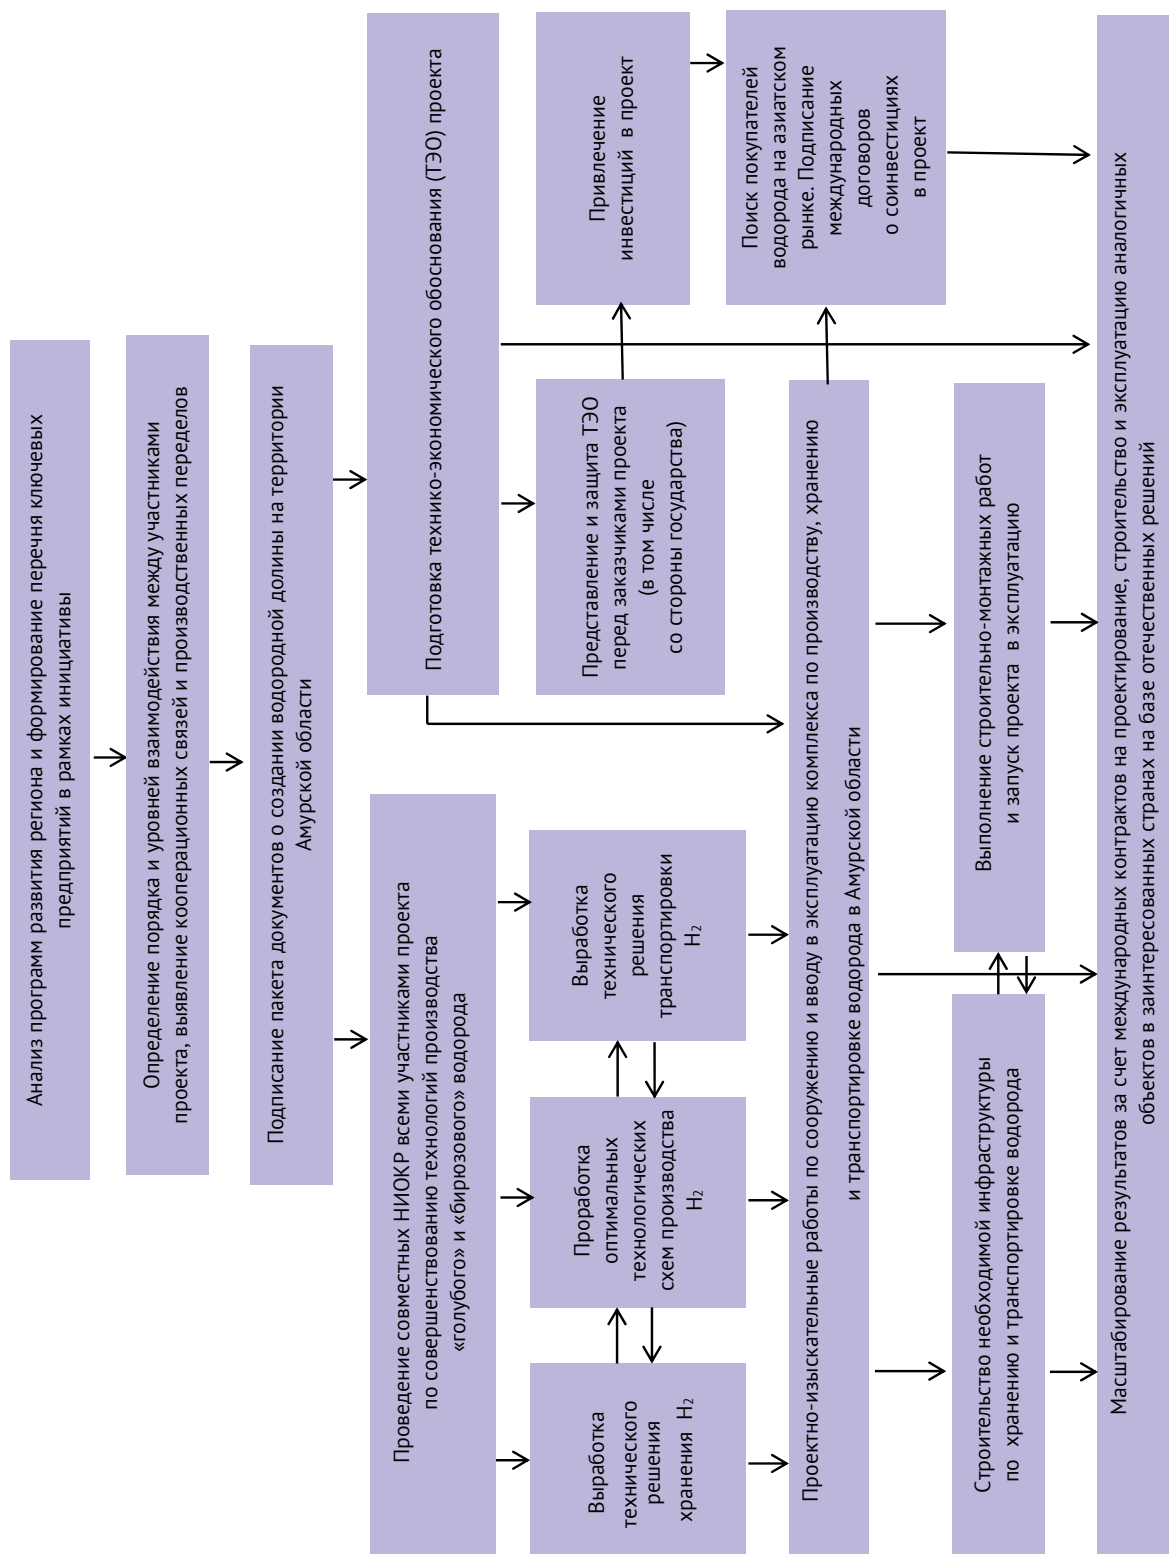 Анализ программ развития региона и формирование перечня ключевых
предприятий в рамках инициативы
Определение порядка и уровней взаимодействия между участниками
проекта, выявление кооперационных связей и производственных переделов
Подписание пакета документов о создании водородной долины на территории
Амурской области
Проведение совместных НИОКР всеми участниками проекта
по совершенствованию технологий производства
«голубого» и «бирюзового» водорода
Подготовка технико-экономического обоснования (ТЭО) проекта
Выработка
технического
решения
хранения H₂
Проработка
оптимальных
технологических
схем производства
H₂
Выработка
технического
решения
транспортировки
H₂
Представление и защита ТЭО
перед заказчиками проекта
(в том числе
со стороны государства)
Привлечение
инвестиций в проект
Поиск покупателей
водорода на азиатском
рынке. Подписание
международных
договоров
о соинвестициях
в проект
Проектно-изыскательные работы по сооружению и вводу в эксплуатацию комплекса по производству, хранению
и транспортировке водорода в Амурской области
Строительство необходимой инфраструктуры
по хранению и транспортировке водорода
Выполнение строительно-монтажных работ
и запуск проекта в эксплуатацию
Масштабирование результатов за счет международных контрактов на проектирование, строительство и эксплуатацию аналогичных
объектов в заинтересованных странах на базе отечественных решений